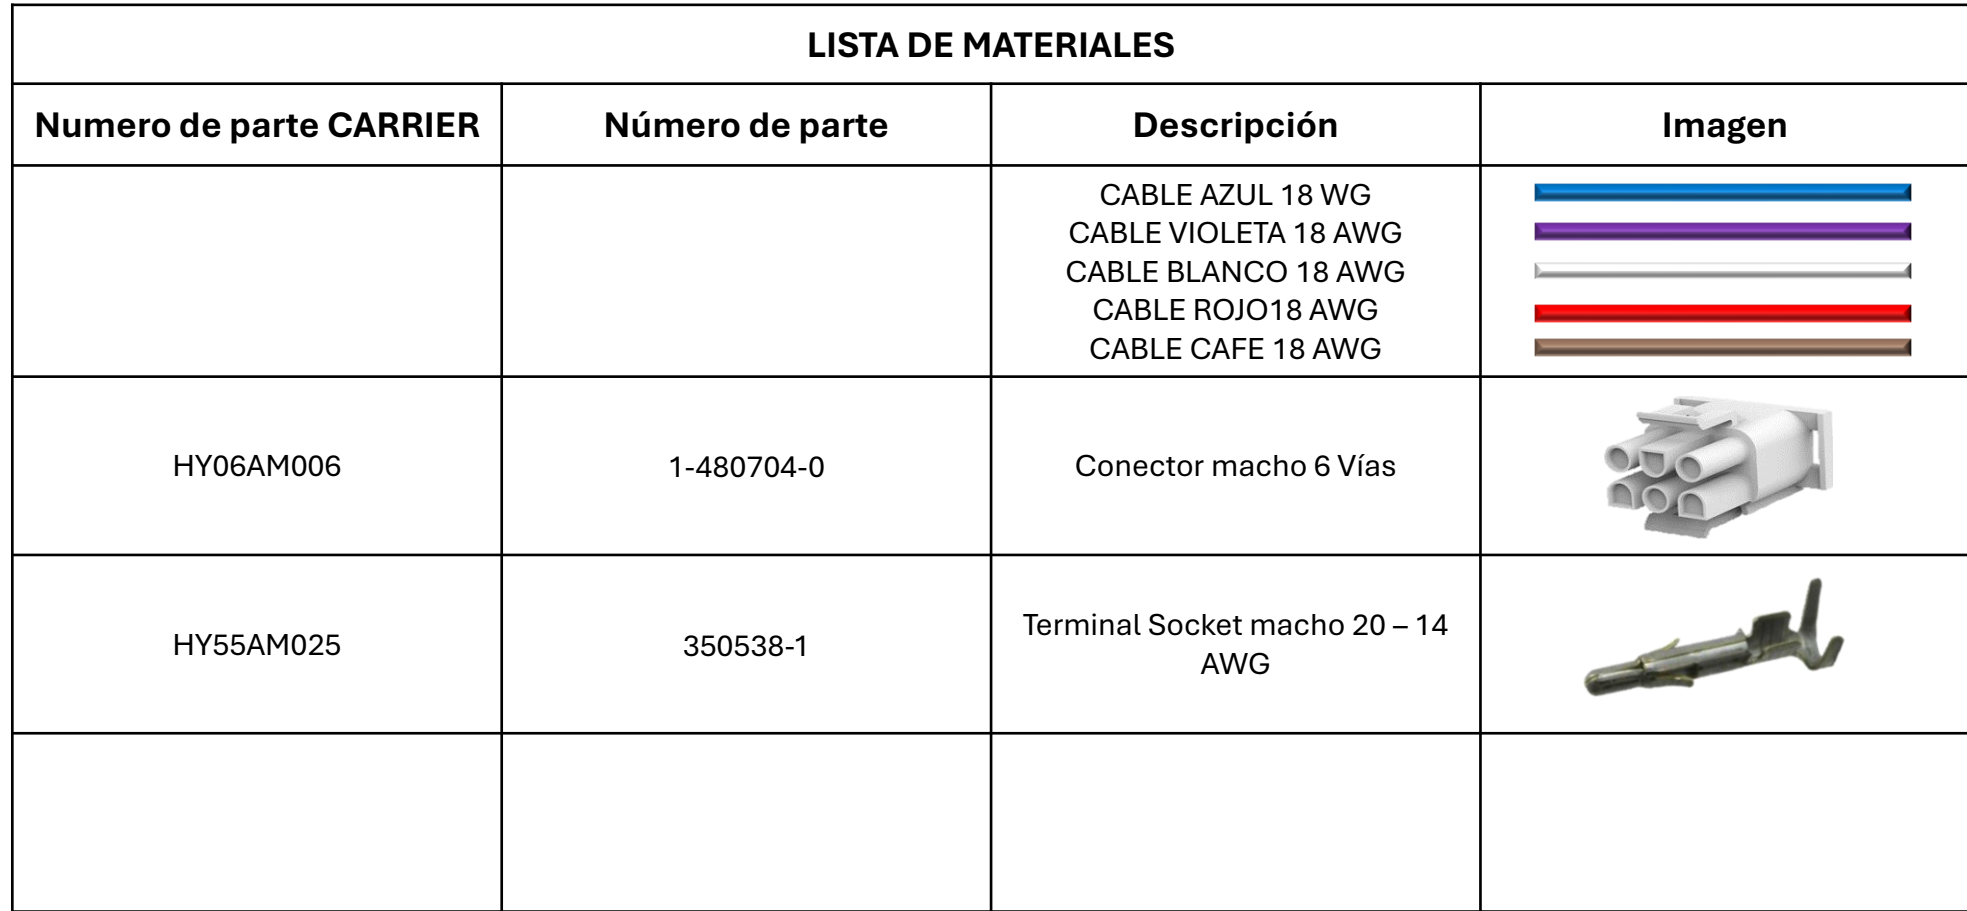 LISTA DE MATERIALES
Numero de parte CARRIER
Número de parte
Descripción
Imagen
CABLE AZUL 18 WG
CABLE VIOLETA 18 AWG
CABLE BLANCO 18 AWG
CABLE ROJO18 AWG
CABLE CAFE 18 AWG
HY06AM006
1-480704-0
Conector macho 6 Vías
HY55AM025
350538-1
Terminal Socket macho 20 – 14
AWG